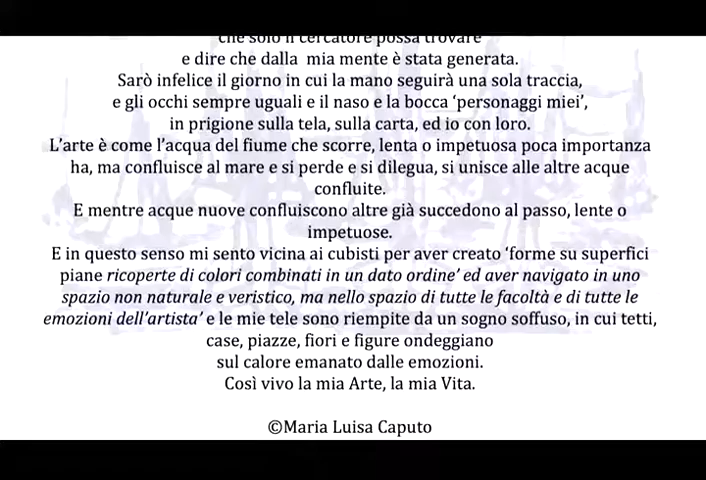 che solo il cercatore possa trovare
e dire che dalla mia mente è stata generata.
Sarò infelice il giorno in cui la mano seguirà una sola traccia,
e gli occhi sempre uguali e il naso e la bocca ‘personaggi miei’,
in prigione sulla tela, sulla carta, ed io con loro.
L’arte è come l’acqua del fiume che scorre, lenta o impetuosa poca importanza
ha, ma confluisce al mare e si perde e si dilegua, si unisce alle altre acque
confluite.
E mentre acque nuove confluiscono altre già succedono al passo, lente o
impetuose.
E in questo senso mi sento vicina ai cubisti per aver creato ‘forme su superfici
piane ricoperte di colori combinati in un dato ordine’ ed aver navigato in uno
spazio non naturale e veristico, ma nello spazio di tutte le facoltà e di tutte le
emozioni dell’artista’ e le mie tele sono riempite da un sogno soffuso, in cui tetti,
case, piazze, fiori e figure ondeggiano
sul calore emanato dalle emozioni.
Così vivo la mia Arte, la mia Vita.
©Maria Luisa Caputo